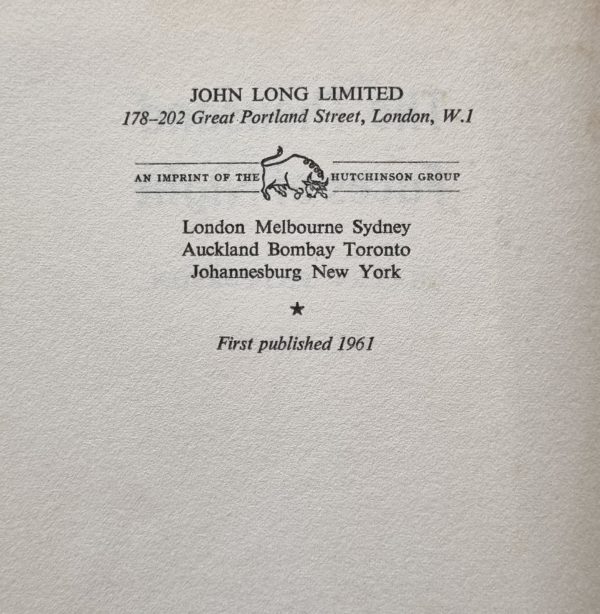 JOHN LONG LIMITED
178–202 Great Portland Street, London, W.1
AN IMPRINT OF THE HUTCHINSON GROUP
London Melbourne Sydney
Auckland Bombay Toronto
Johannesburg New York
★
First published 1961